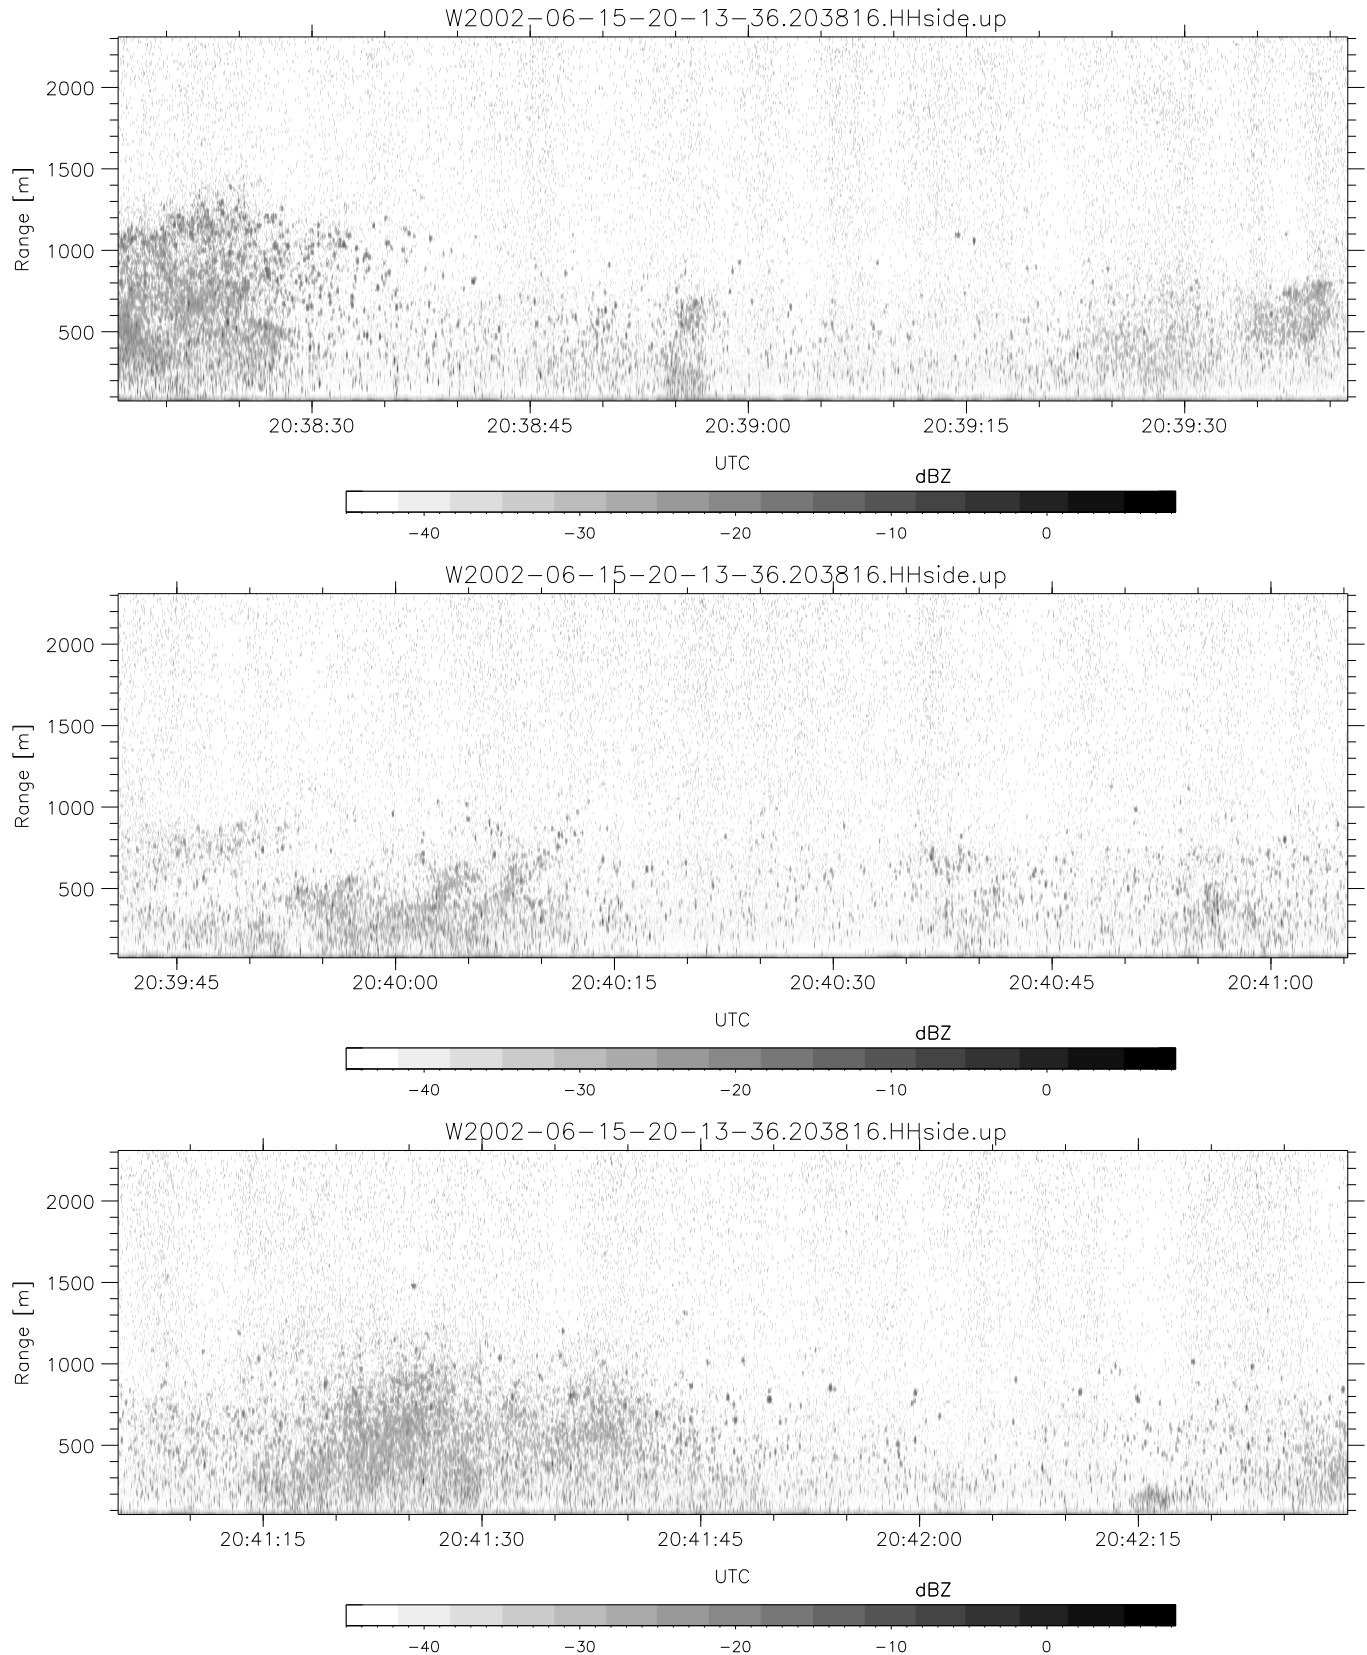 W2002-06-15-20-13-36.203816.HHside.up
Range [m]
2000
1500
1000
500
20:38:30 20:38:45 20:39:00 20:39:15 20:39:30
UTC
dBZ
-40 -30 -20 -10 0
W2002-06-15-20-13-36.203816.HHside.up
Range [m]
2000
1500
1000
500
20:39:45 20:40:00 20:40:15 20:40:30 20:40:45 20:41:00
UTC
dBZ
-40 -30 -20 -10 0
W2002-06-15-20-13-36.203816.HHside.up
Range [m]
2000
1500
1000
500
20:41:15 20:41:30 20:41:45 20:42:00 20:42:15
UTC
dBZ
-40 -30 -20 -10 0